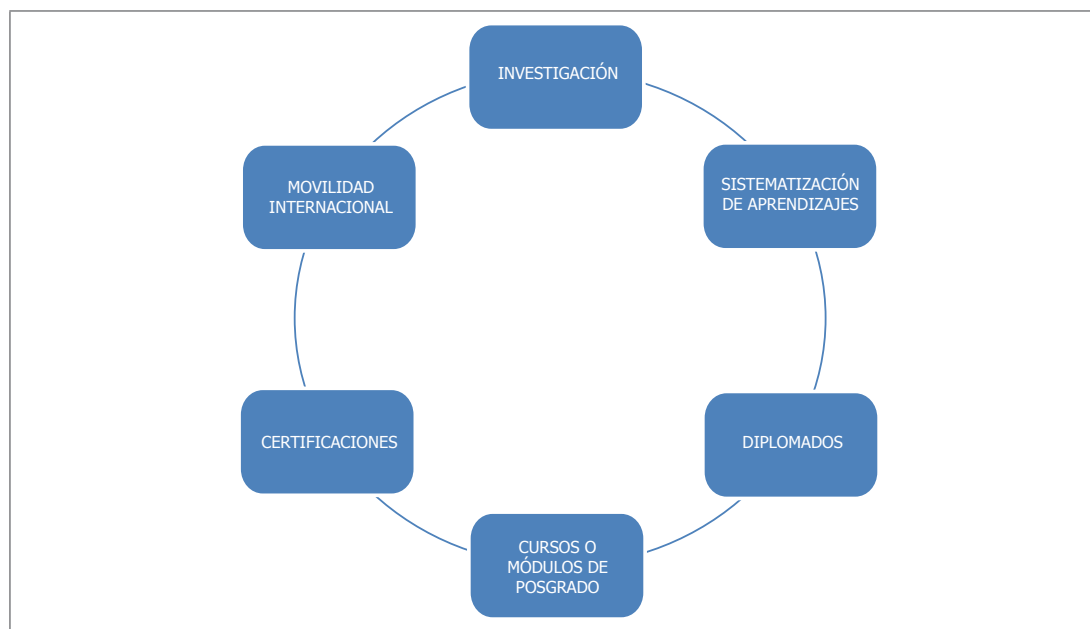 INVESTIGACIÓN
SISTEMATIZACIÓN
DE APRENDIZAJES
DIPLOMADOS
CURSOS O
MÓDULOS DE
POSGRADO
CERTIFICACIONES
MOVILIDAD
INTERNACIONAL